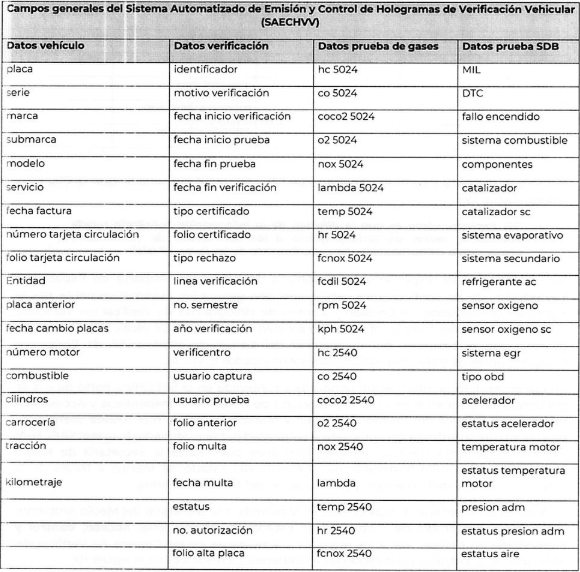 Campos generales del Sistema Automatizado de Emisión y Control de Hologramas de Verificación Vehicular
(SAECHVV)
Datos vehículo Datos verificación Datos prueba de gases Datos prueba SDB
placa identificador hc 5024 MIL
serie motivo verificación co 5024 DTC
marca fecha inicio verificación coco2 5024 fallo encendido
submarca fecha inicio prueba o2 5024 sistema combustible
modelo fecha fin prueba nox 5024 componentes
servicio fecha fin verificación lambda 5024 catalizador
fecha factura tipo certificado temp 5024 catalizador sc
número tarjeta circulación folio certificado hr 5024 sistema evaporativo
folio tarjeta circulación tipo rechazo fcnox 5024 sistema secundario
Entidad linea verificación fcdil 5024 refrigerante ac
placa anterior no. semestre rpm 5024 sensor oxigeno
fecha cambio placas año verificación kph 5024 sensor oxigeno sc
número motor verificentro hc 2540 sistema egr
combustible usuario captura co 2540 tipo obd
cilindros usuario prueba coco2 2540 acelerador
carrocería folio anterior o2 2540 estatus acelerador
tracción folio multa nox 2540 temperatura motor
kilometraje fecha multa lambda estatus temperatura
motor
estatus temp 2540 presion adm
no. autorización hr 2540 estatus presion adm
folio alta placa fcnox 2540 estatus aire